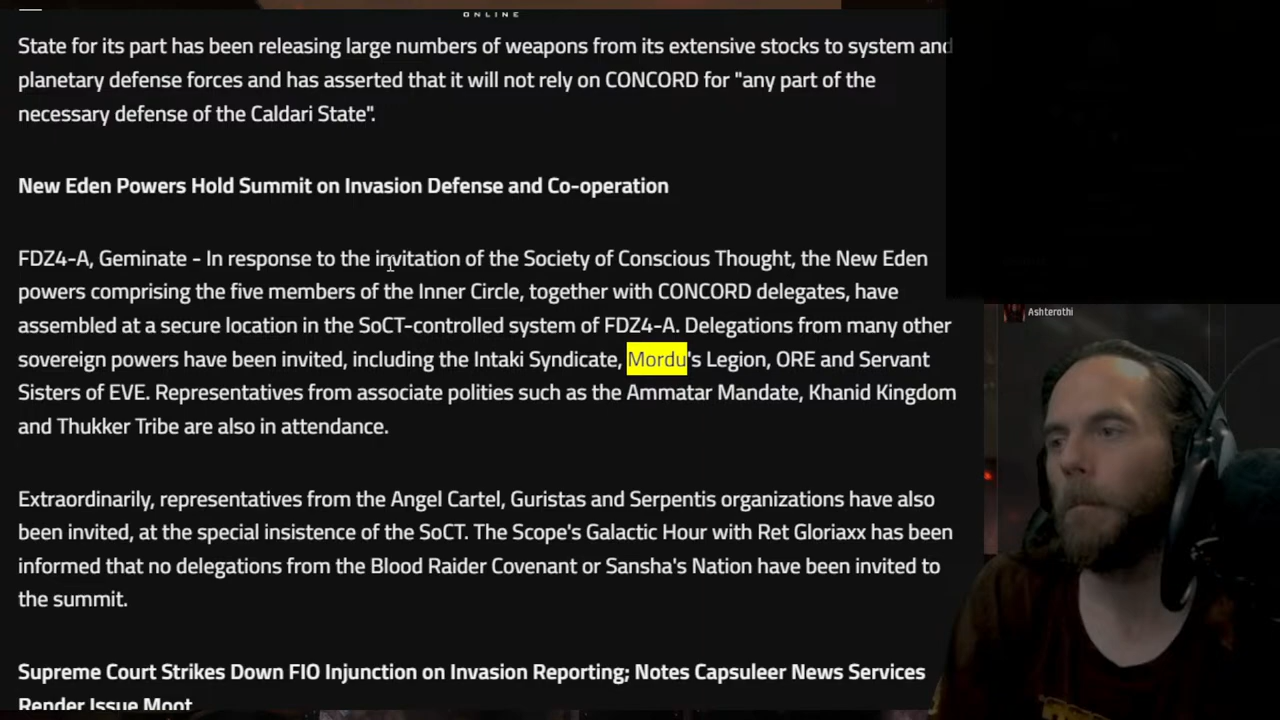 ONLINE
State for its part has been releasing large numbers of weapons from its extensive stocks to system and
planetary defense forces and has asserted that it will not rely on CONCORD for "any part of the
necessary defense of the Caldari State".
New Eden Powers Hold Summit on Invasion Defense and Co-operation
FDZ4-A, Geminate - In response to the invitation of the Society of Conscious Thought, the New Eden
powers comprising the five members of the Inner Circle, together with CONCORD delegates, have
assembled at a secure location in the SoCT-controlled system of FDZ4-A. Delegations from many other
sovereign powers have been invited, including the Intaki Syndicate, Mordu's Legion, ORE and Servant
Sisters of EVE. Representatives from associate polities such as the Ammatar Mandate, Khanid Kingdom
and Thukker Tribe are also in attendance.
Extraordinarily, representatives from the Angel Cartel, Guristas and Serpentis organizations have also
been invited, at the special insistence of the SoCT. The Scope's Galactic Hour with Ret Gloriaxx has been
informed that no delegations from the Blood Raider Covenant or Sansha's Nation have been invited to
the summit.
Supreme Court Strikes Down FIO Injunction on Invasion Reporting; Notes Capsuleer News Services
Render Issue Moot
Ashterothi